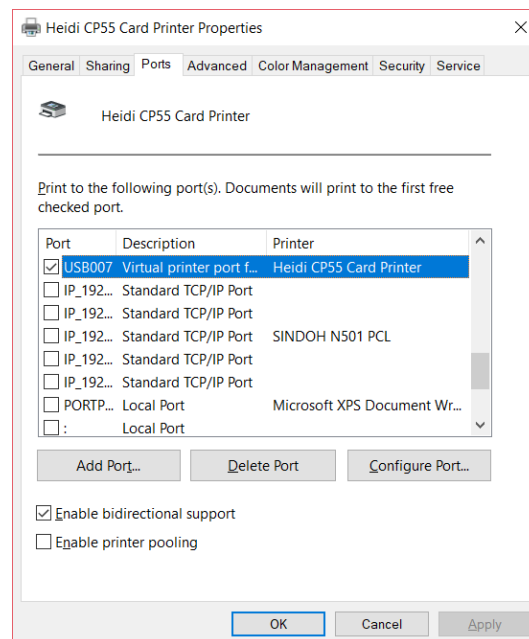 Heidi CP55 Card Printer Properties
General Sharing Ports Advanced Color Management Security Service
Heidi CP55 Card Printer
Print to the following port(s). Documents will print to the first free
checked port.
Port Description Printer
USB007 Virtual printer port f... Heidi CP55 Card Printer
IP_192... Standard TCP/IP Port
IP_192... Standard TCP/IP Port
IP_192... Standard TCP/IP Port SINDOH N501 PCL
IP_192... Standard TCP/IP Port
IP_192... Standard TCP/IP Port
PORTP... Local Port Microsoft XPS Document Wr...
: Local Port
Add Port... Delete Port Configure Port...
Enable bidirectional support
Enable printer pooling
OK Cancel Apply